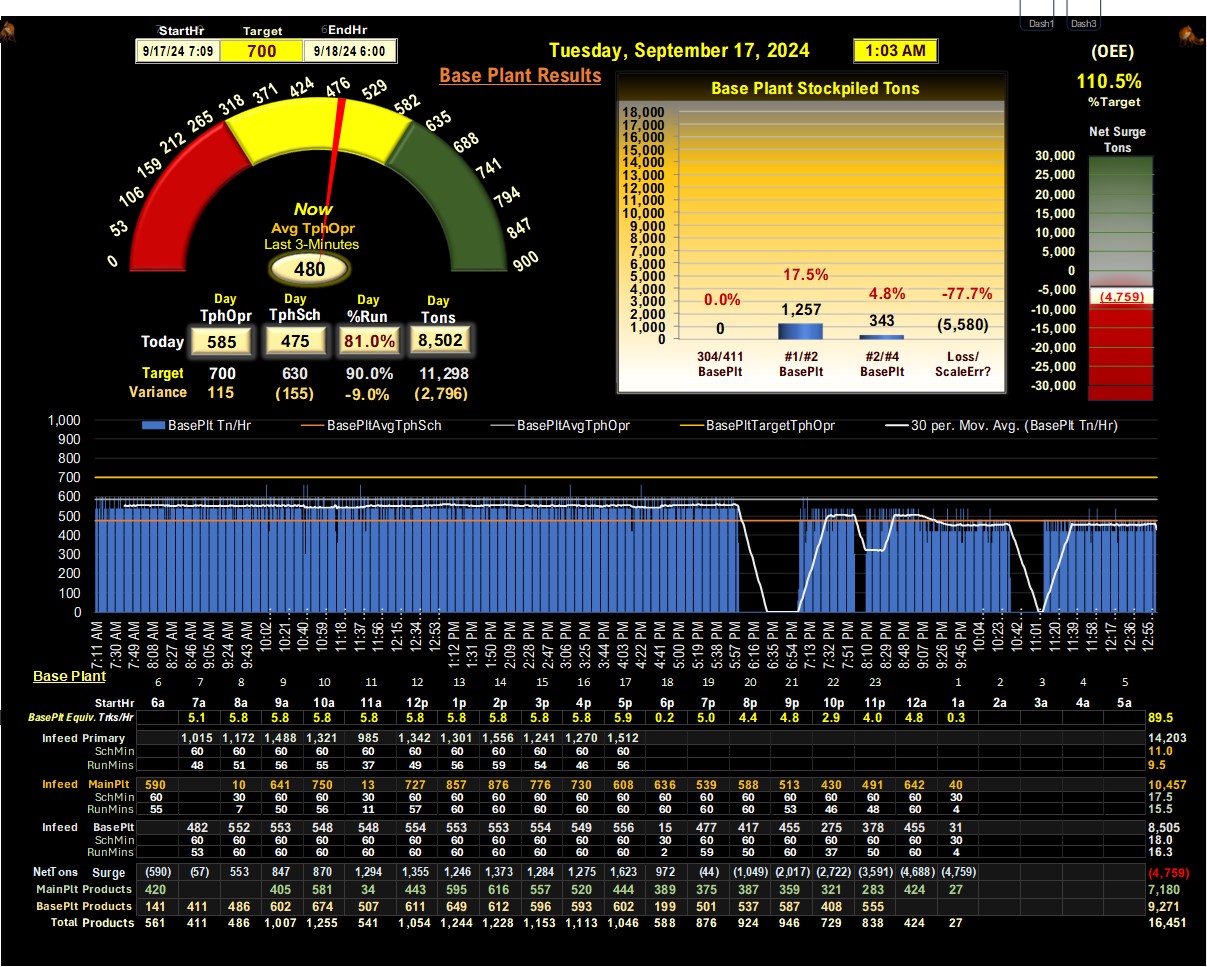 Dash1 Dash3
StartHr Target EndHr
9/17/24 7:09 700 9/18/24 6:00
Tuesday, September 17, 2024 1:03 AM
Base Plant Results
(OEE)
110.5%
%Target
Net Surge
Tons
30,000
25,000
20,000
15,000
10,000
5,000
0
-5,000
-10,000
-15,000
-20,000
-25,000
-30,000
(4,759)
0 53 106 159 212 265 318 371 424 476 529 582 635 688 741 794 847 900
Now
Avg TphOpr
Last 3-Minutes
480
Base Plant Stockpiled Tons
18,000
17,000
16,000
15,000
14,000
13,000
12,000
11,000
10,000
9,000
8,000
7,000
6,000
5,000
4,000
3,000
2,000
1,000
0
0.0% 17.5% 4.8% -77.7%
0 1,257 343 (5,580)
304/411 #1/#2 #2/#4 Loss/
BasePlt BasePlt BasePlt ScaleErr?
Day Day Day Day
TphOpr TphSch %Run Tons
Today 585 475 81.0% 8,502
Target 700 630 90.0% 11,298
Variance 115 (155) -9.0% (2,796)
BasePlt Tn/Hr BasePltAvgTphSch BasePltAvgTphOpr BasePltTargetTphOpr 30 per. Mov. Avg. (BasePlt Tn/Hr)
1,000
900
800
700
600
500
400
300
200
100
0
7:11 AM 7:30 AM 7:49 AM 8:08 AM 8:27 AM 8:46 AM 9:05 AM 9:24 AM 9:43 AM 10:02... 10:21... 10:40... 10:59... 11:18... 11:37... 11:56... 12:15... 12:34... 12:53... 1:12 PM 1:31 PM 1:50 PM 2:09 PM 2:28 PM 2:47 PM 3:06 PM 3:25 PM 3:44 PM 4:03 PM 4:22 PM 4:41 PM 5:00 PM 5:19 PM 5:38 PM 5:57 PM 6:16 PM 6:35 PM 6:54 PM 7:13 PM 7:32 PM 7:51 PM 8:10 PM 8:29 PM 8:48 PM 9:07 PM 9:26 PM 9:45 PM 10:04... 10:23... 10:42... 11:01... 11:20... 11:39... 11:58... 12:17... 12:36... 12:55...
Base Plant
6 7 8 9 10 11 12 13 14 15 16 17 18 19 20 21 22 23 1 2 3 4 5
StartHr 6a 7a 8a 9a 10a 11a 12p 1p 2p 3p 4p 5p 6p 7p 8p 9p 10p 11p 12a 1a 2a 3a 4a 5a
BasePlt Equiv. Trks/Hr 5.1 5.8 5.8 5.8 5.8 5.8 5.8 5.8 5.8 5.8 5.9 0.2 5.0 4.4 4.8 2.9 4.0 4.8 0.3 89.5
Infeed Primary 1,015 1,172 1,488 1,321 985 1,342 1,301 1,556 1,241 1,270 1,512 14,203
SchMin 60 60 60 60 60 60 60 60 60 60 60 11.0
RunMins 48 51 56 55 37 49 56 59 54 46 56 9.5
Infeed MainPlt 590 10 641 750 13 727 857 876 776 730 608 636 539 588 513 430 491 642 40 10,457
SchMin 60 30 60 60 30 60 60 60 60 60 60 60 60 60 60 60 60 60 30 17.5
RunMins 55 7 50 56 11 57 60 60 60 60 60 60 60 60 53 46 48 60 4 15.5
Infeed BasePlt 482 552 553 548 548 554 553 553 554 549 556 15 477 417 455 275 378 455 31 8,505
SchMin 60 60 60 60 60 60 60 60 60 60 60 30 60 60 60 60 60 60 30 18.0
RunMins 53 60 60 60 60 60 60 60 60 60 60 2 59 50 60 37 50 60 4 16.3
NetTons Surge (590) (57) 553 847 870 1,294 1,355 1,246 1,373 1,284 1,275 1,623 972 (44) (1,049) (2,017) (2,722) (3,591) (4,688) (4,759) (4,759)
MainPlt Products 420 405 581 34 443 595 616 557 520 444 389 375 387 359 321 283 424 27 7,180
BasePlt Products 141 411 486 602 674 507 611 649 612 596 593 602 199 501 537 587 408 555 9,271
Total Products 561 411 486 1,007 1,255 541 1,054 1,244 1,228 1,153 1,113 1,046 588 876 924 946 729 838 424 27 16,451